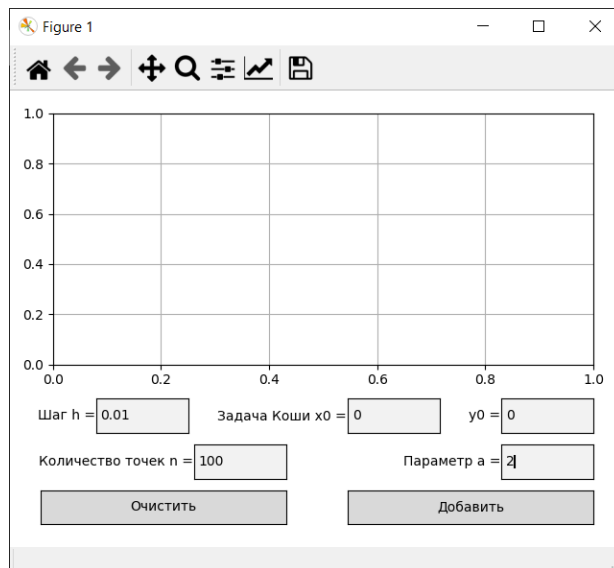 Figure 1
1.0
0.8
0.6
0.4
0.2
0.0
0.0 0.2 0.4 0.6 0.8 1.0
Шаг h = 0.01 Задача Коши x0 = 0 y0 = 0
Количество точек n = 100 Параметр a = 2
Очистить Добавить